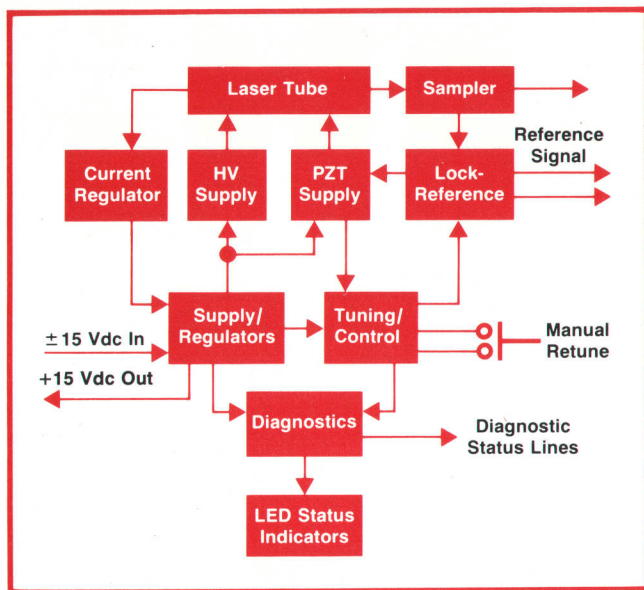 Laser Tube
Sampler
Reference
Signal
Current
Regulator
HV
Supply
PZT
Supply
Lock-
Reference
Supply/
Regulators
Tuning/
Control
±15 Vdc In
+15 Vdc Out
Manual
Retune
Diagnostics
Diagnostic
Status Lines
LED Status
Indicators